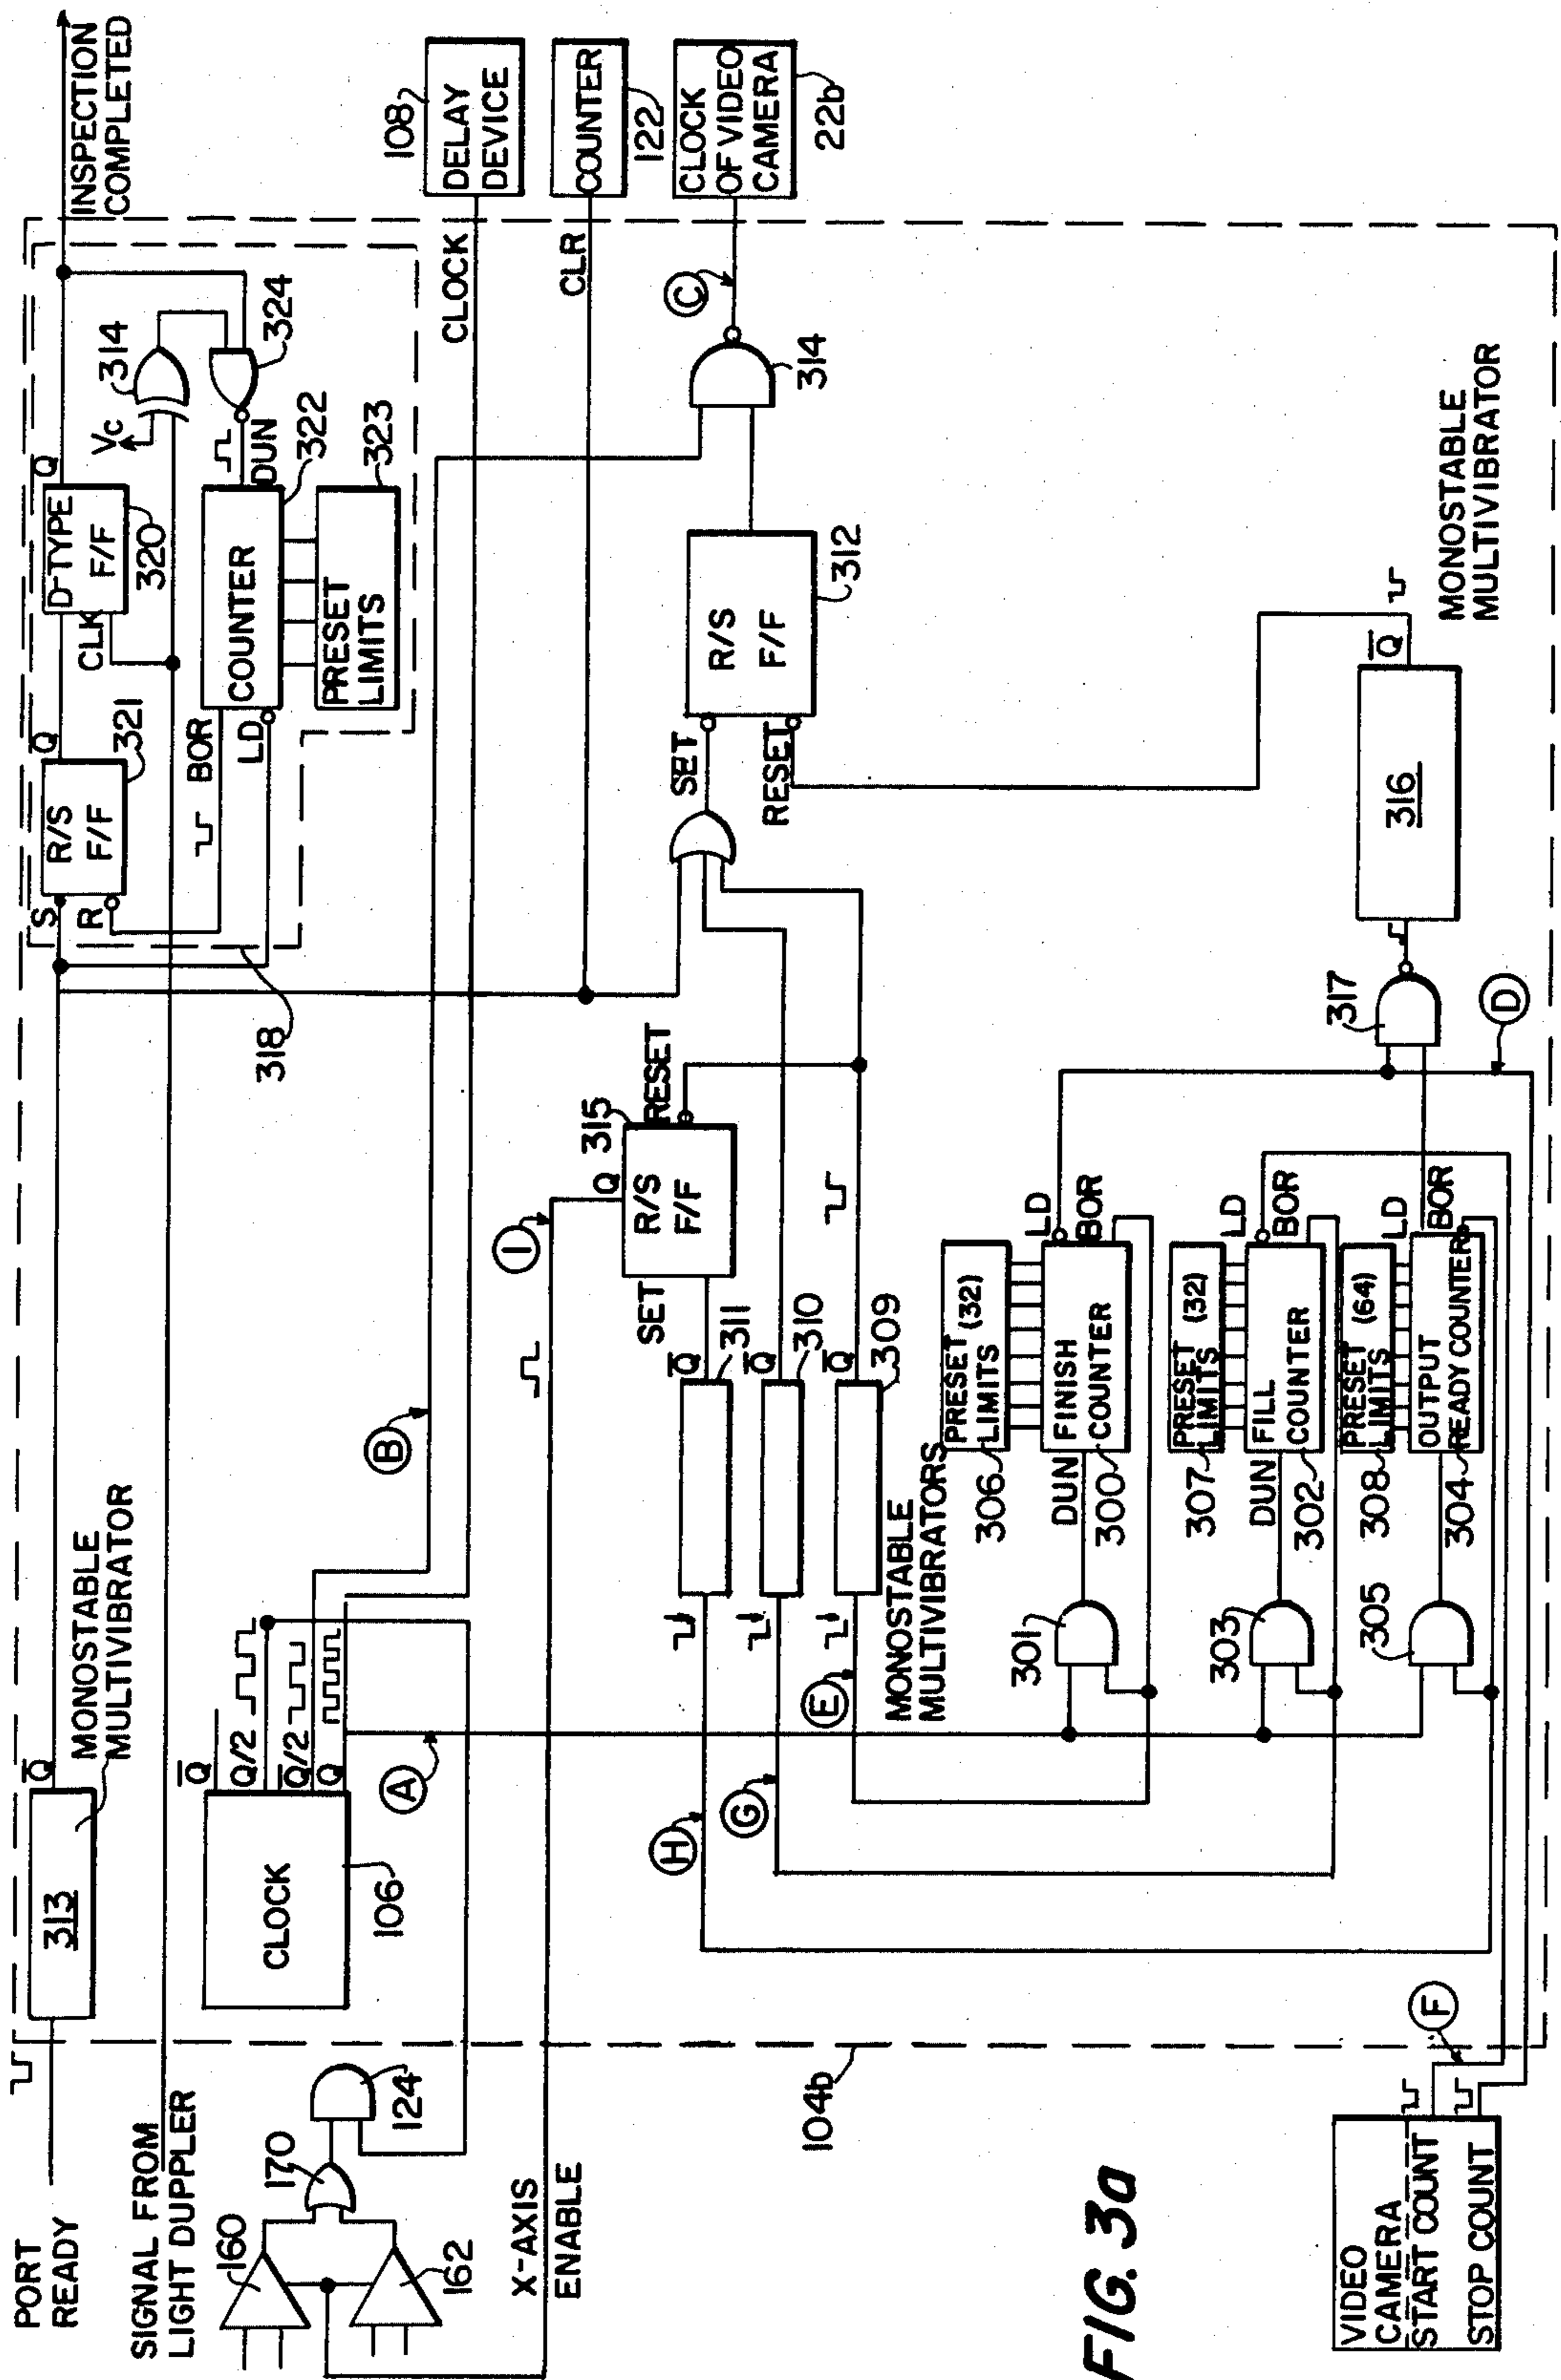 PORT
READY
313
Q
MONOSTABLE
MULTIVIBRATOR
SIGNAL FROM
LIGHT DUPPLER
160
162
170
124
X-AXIS
ENABLE
CLOCK
106
Q
Q/2
Q/2
Q
A
B
S
R
R/S
F/F
321
Q
D-TYPE
F/F
CLK
320
Q
Vc
314
324
BOR
LD
COUNTER
DUN
322
PRESET
LIMITS
323
318
INSPECTION
COMPLETED
108
DELAY
DEVICE
CLOCK
COUNTER
122
CLR
CLOCK
OF VIDEO
CAMERA
22b
C
314
I
SET
315
R/S
F/F
Q
RESET
H
G
E
311
310
309
Q
Q
Q
MONOSTABLE
MULTIVIBRATORS
SET
RESET
R/S
F/F
312
PRESET
LIMITS (32)
306
DUN
FINISH
COUNTER
300
LD
BOR
301
PRESET
LIMITS (32)
307
DUN
FILL
COUNTER
302
LD
BOR
303
PRESET
LIMITS (64)
308
OUTPUT
READY COUNTER
304
LD
BOR
305
317
316
Q
MONOSTABLE
MULTIVIBRATOR
D
F
104b
VIDEO
CAMERA
START COUNT
STOP COUNT
FIG. 3a